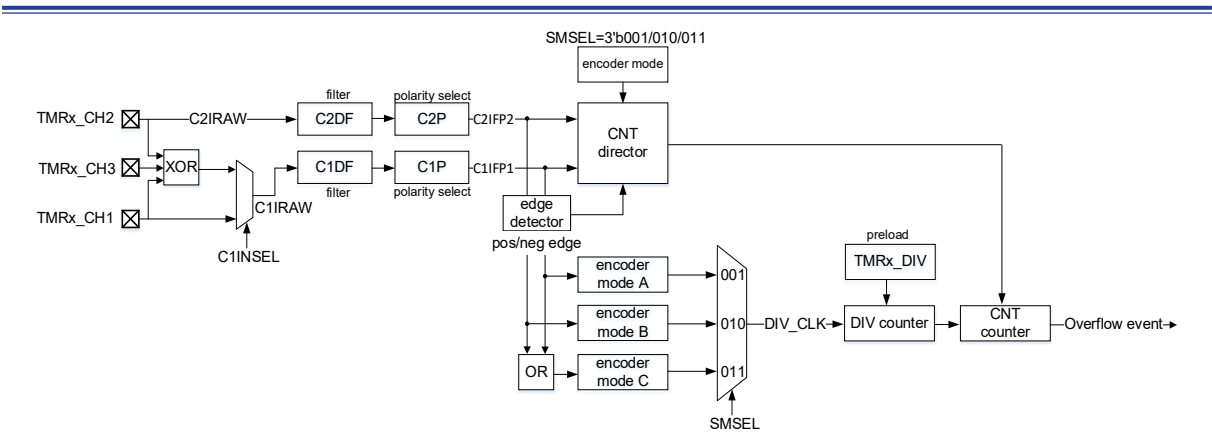 SMSEL=3'b001/010/011
encoder mode
filter
polarity select
TMRx_CH2
C2IRAW
C2DF
C2P
C2IFP2
CNT
director
TMRx_CH3
XOR
C1DF
C1P
C1IFP1
filter
polarity select
C1IRAW
TMRx_CH1
edge
detector
C1INSEL
pos/neg edge
preload
TMRx_DIV
encoder
mode A
001
encoder
mode B
010
DIV_CLK
DIV counter
CNT
counter
Overflow event
OR
encoder
mode C
011
SMSEL